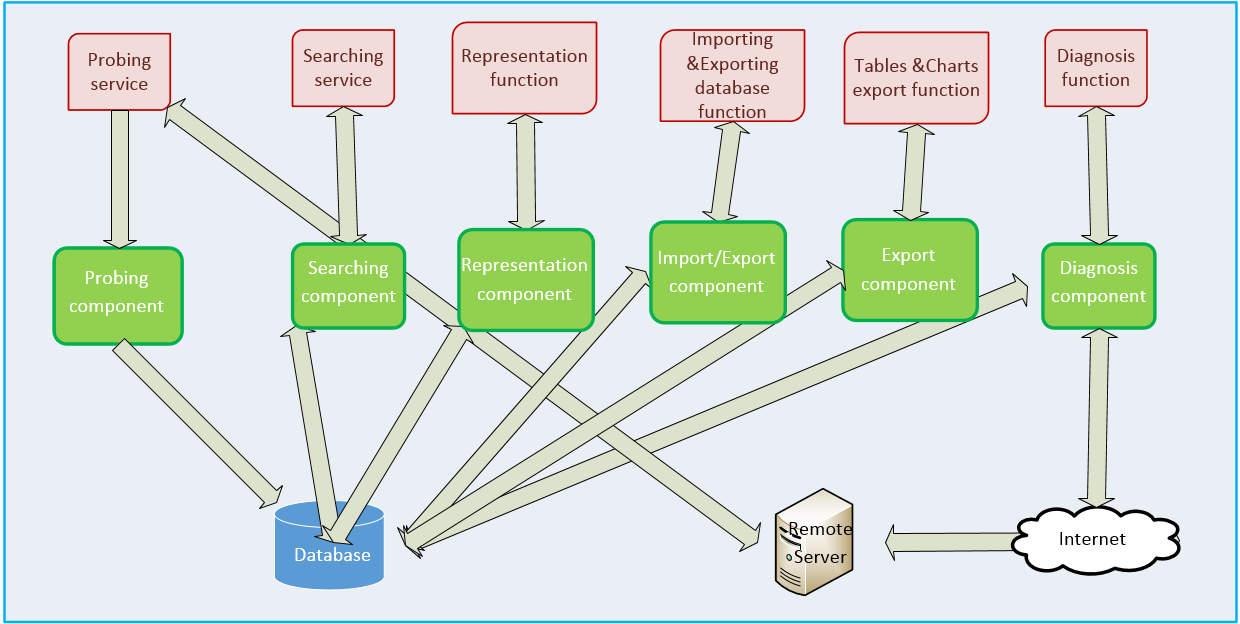 Probing
service
Searching
service
Representation
function
Importing
&Exporting
database
function
Tables &Charts
export function
Diagnosis
function
Probing
component
Searching
component
Representation
component
Import/Export
component
Export
component
Diagnosis
component
Database
Remote
Server
Internet